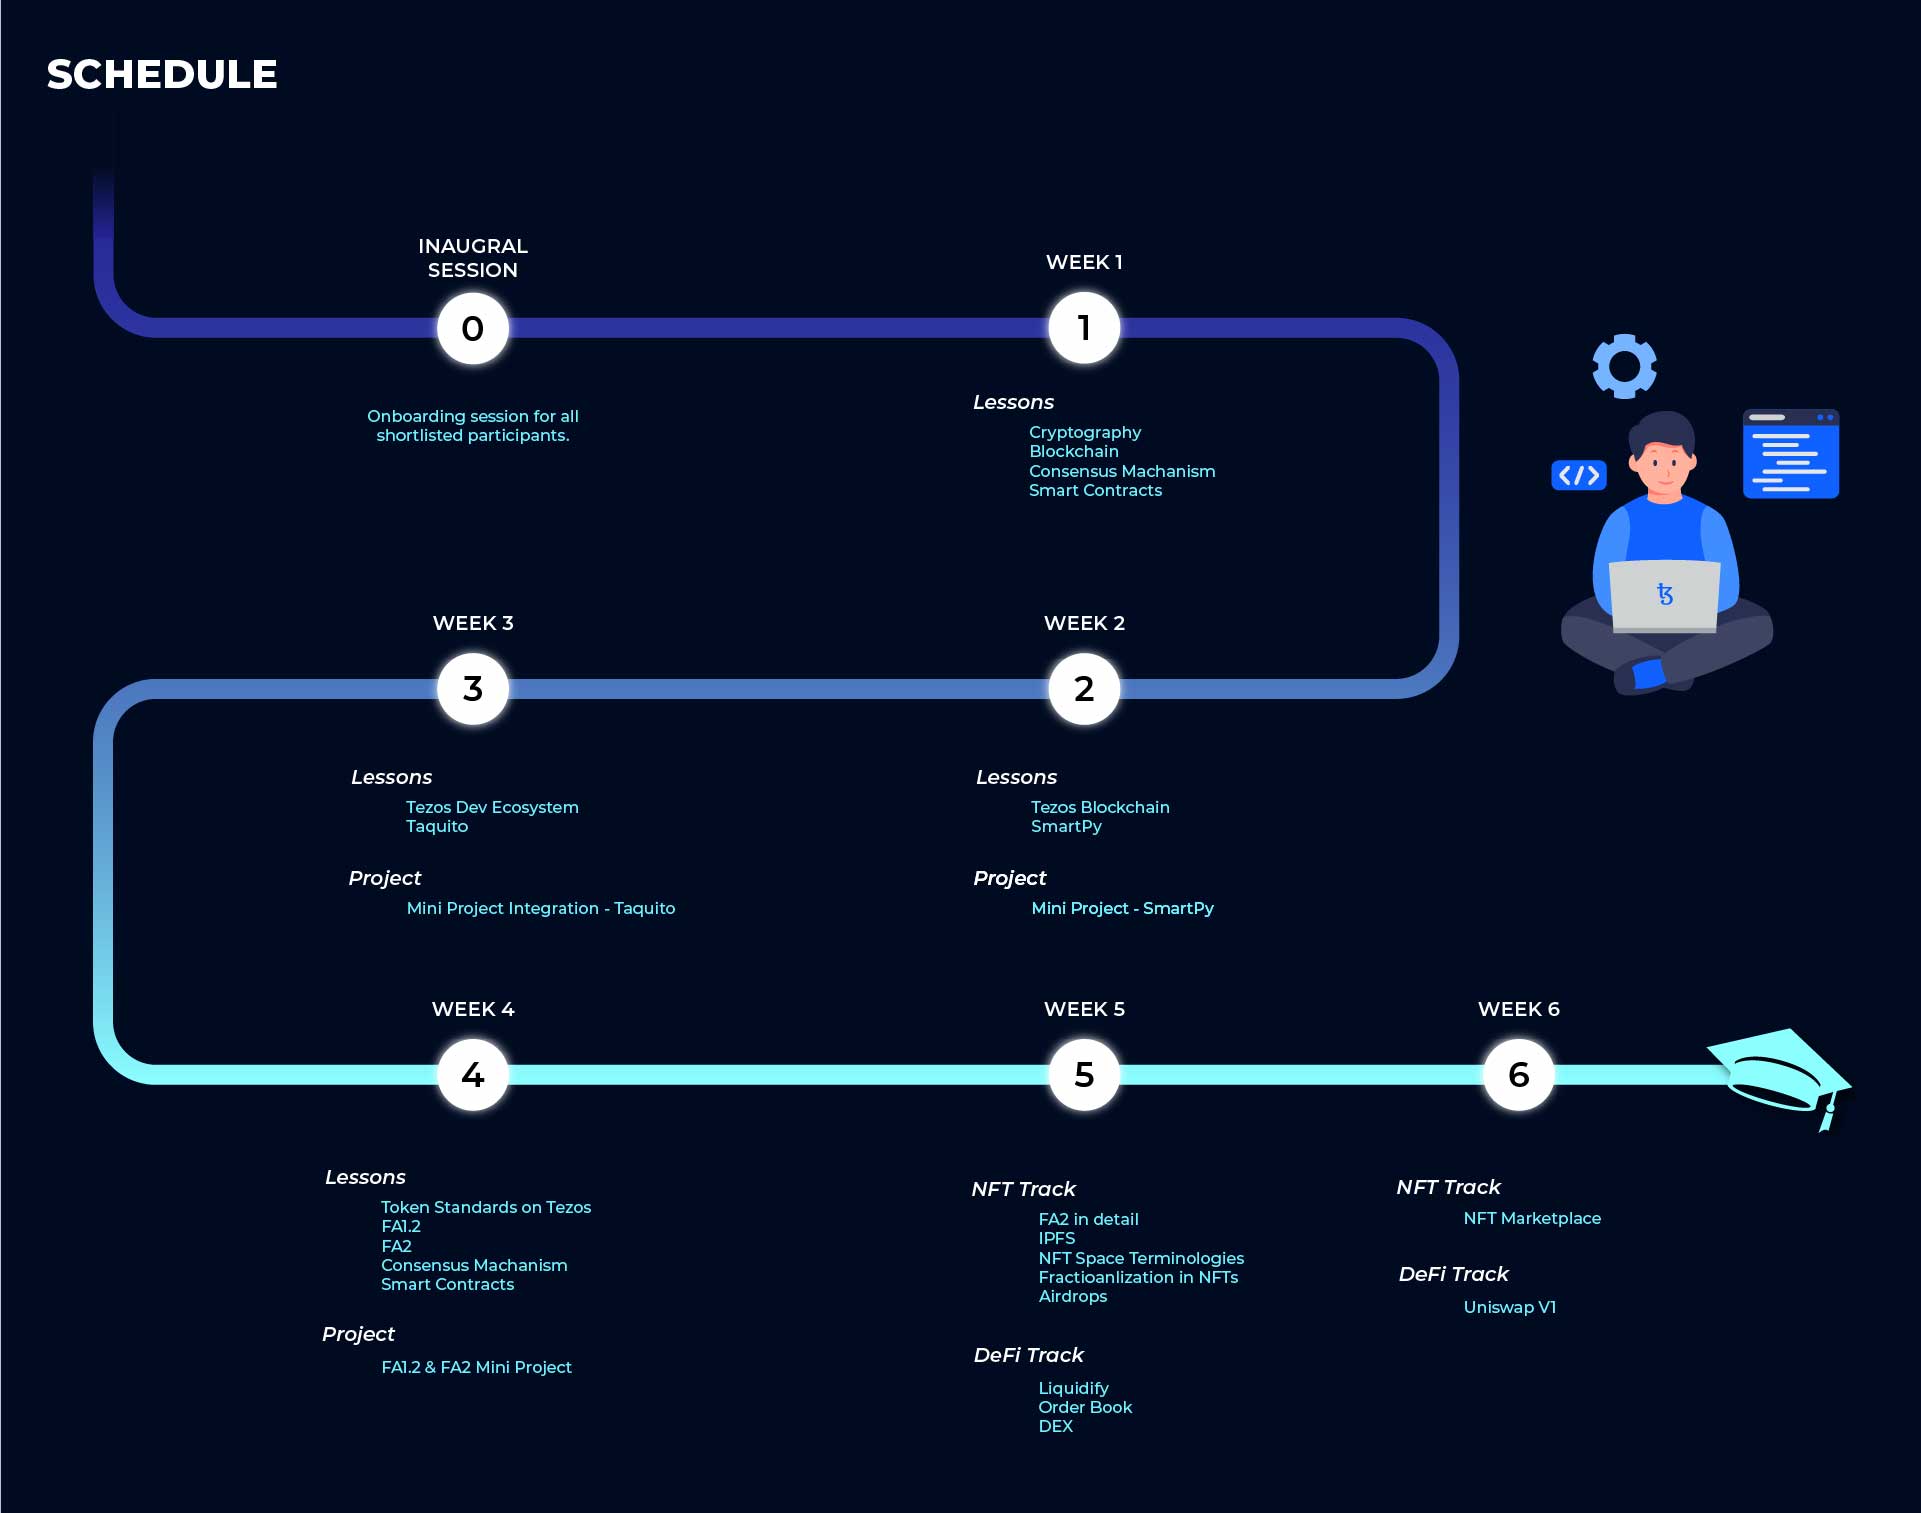 SCHEDULE
INAUGRAL
SESSION
0
Onboarding session for all
shortlisted participants.
WEEK 1
1
Lessons
Cryptography
Blockchain
Consensus Machanism
Smart Contracts
</>
ꜩ
WEEK 3
3
Lessons
Tezos Dev Ecosystem
Taquito
Project
Mini Project Integration - Taquito
WEEK 2
2
Lessons
Tezos Blockchain
SmartPy
Project
Mini Project - SmartPy
WEEK 4
4
Lessons
Token Standards on Tezos
FA1.2
FA2
Consensus Machanism
Smart Contracts
Project
FA1.2 & FA2 Mini Project
WEEK 5
5
NFT Track
FA2 in detail
IPFS
NFT Space Terminologies
Fractioanlization in NFTs
Airdrops
DeFi Track
Liquidify
Order Book
DEX
WEEK 6
6
NFT Track
NFT Marketplace
DeFi Track
Uniswap V1